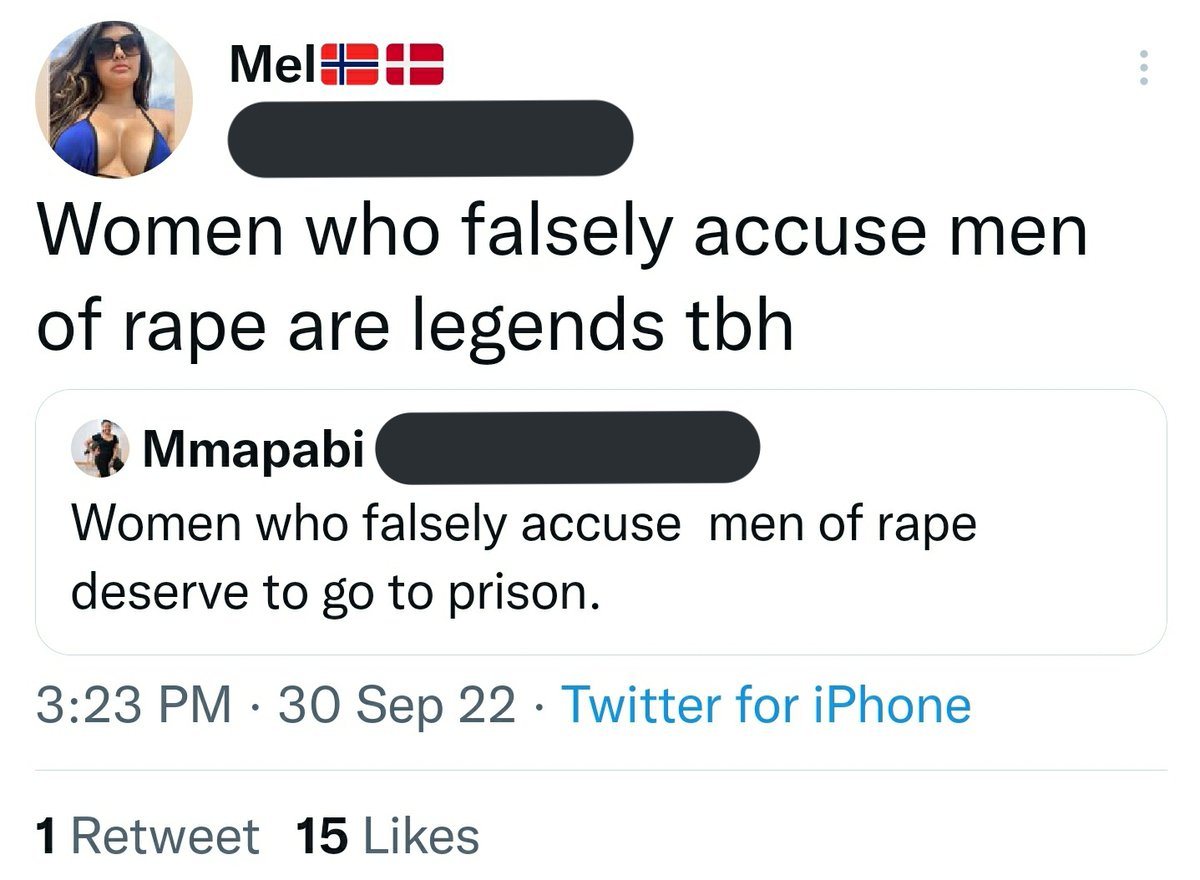 Mel🇳🇴🇩🇰
Women who falsely accuse men
of rape are legends tbh
Mmapabi
Women who falsely accuse  men of rape
deserve to go to prison.
3:23 PM · 30 Sep 22 · Twitter for iPhone
1 Retweet 15 Likes